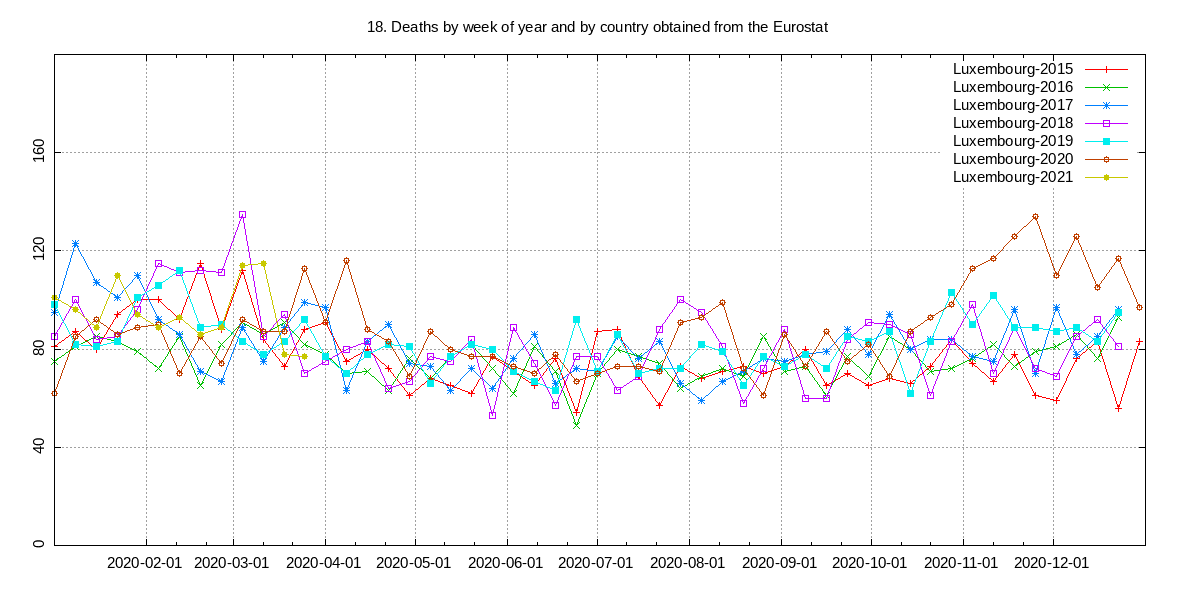 18. Deaths by week of year and by country obtained from the Eurostat
Luxembourg-2015
Luxembourg-2016
Luxembourg-2017
Luxembourg-2018
Luxembourg-2019
Luxembourg-2020
Luxembourg-2021
160
120
80
40
0
2020-02-01 2020-03-01 2020-04-01 2020-05-01 2020-06-01 2020-07-01 2020-08-01 2020-09-01 2020-10-01 2020-11-01 2020-12-01